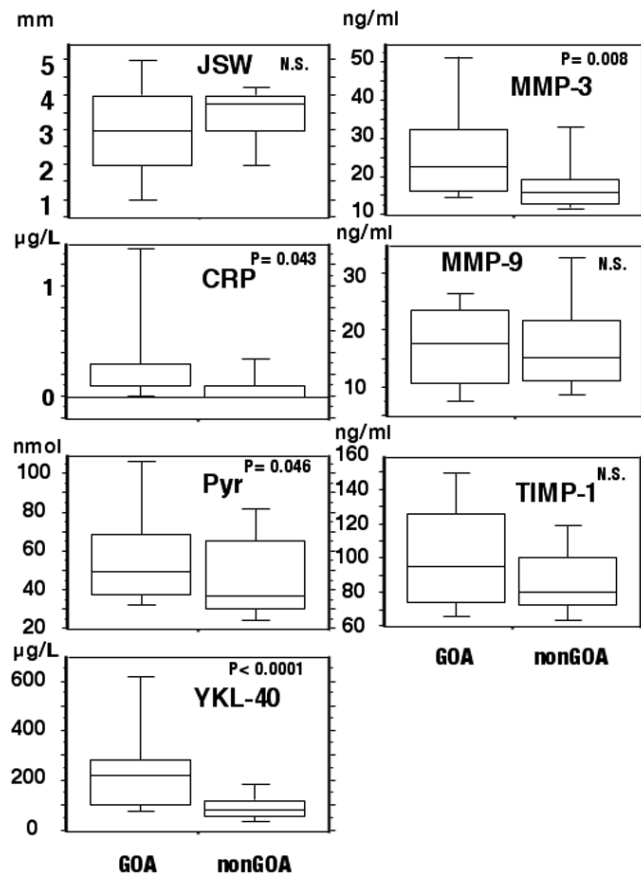 mm
JSW
N.S.
5
4
3
2
1
ng/ml
P= 0.008
MMP-3
50
40
30
20
10
µg/L
P= 0.043
CRP
1
0
ng/ml
MMP-9
N.S.
30
20
10
nmol
P= 0.046
Pyr
100
80
60
40
20
ng/ml
N.S.
TIMP-1
160
140
120
100
80
60
GOA nonGOA
µg/L
P< 0.0001
YKL-40
600
400
200
0
GOA nonGOA